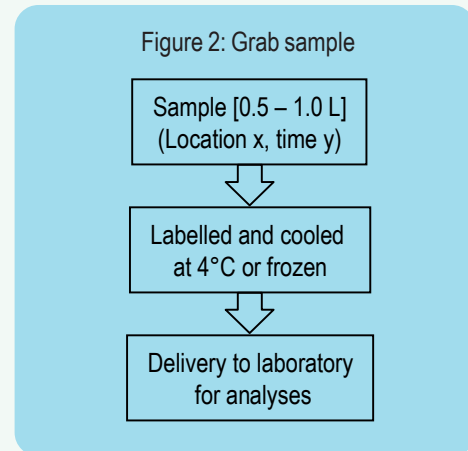 Figure 2: Grab sample
Sample [0.5 – 1.0 L]
(Location x, time y)
Labelled and cooled
at 4°C or frozen
Delivery to laboratory
for analyses